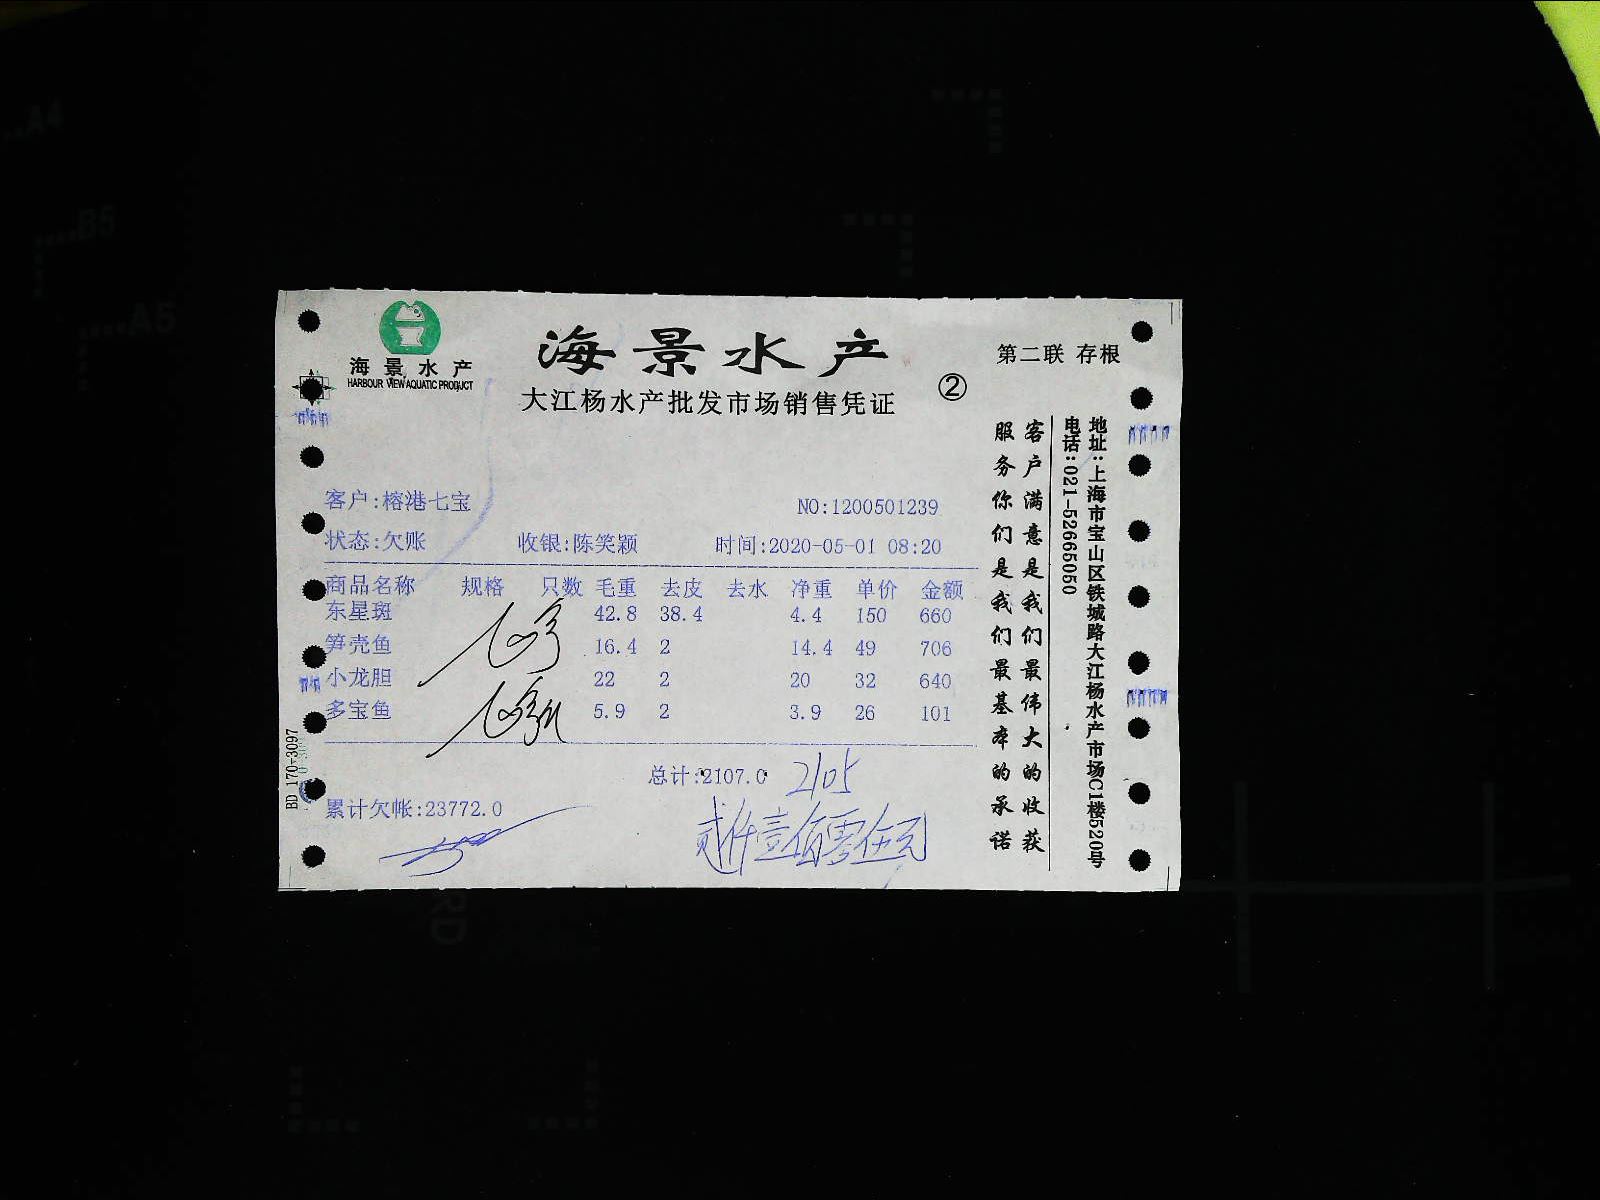 海景水产
HARBOUR VIEW AQUATIC PRODUCT
海景水产
大江杨水产批发市场销售凭证
②
第二联 存根
客户:榕港七宝
NO:1200501239
状态:欠账 收银:陈笑颖 时间:2020-05-01 08:20
商品名称 规格 只数 毛重 去皮 去水 净重 单价 金额
东星斑 42.8 38.4 4.4 150 660
笋壳鱼 16.4 2 14.4 49 706
小龙胆 22 2 20 32 640
多宝鱼 5.9 2 3.9 26 101
总计:2107.0 2105
累计欠帐:23772.0
贰仟壹佰零伍元
客户满意是我们最伟大的收获
服务你们是我们最基本的承诺
地址:上海市宝山区铁城路大江杨水产市场C1楼520号
电话:021-52665050
BD 170-3097
A4
B5
A5
RD